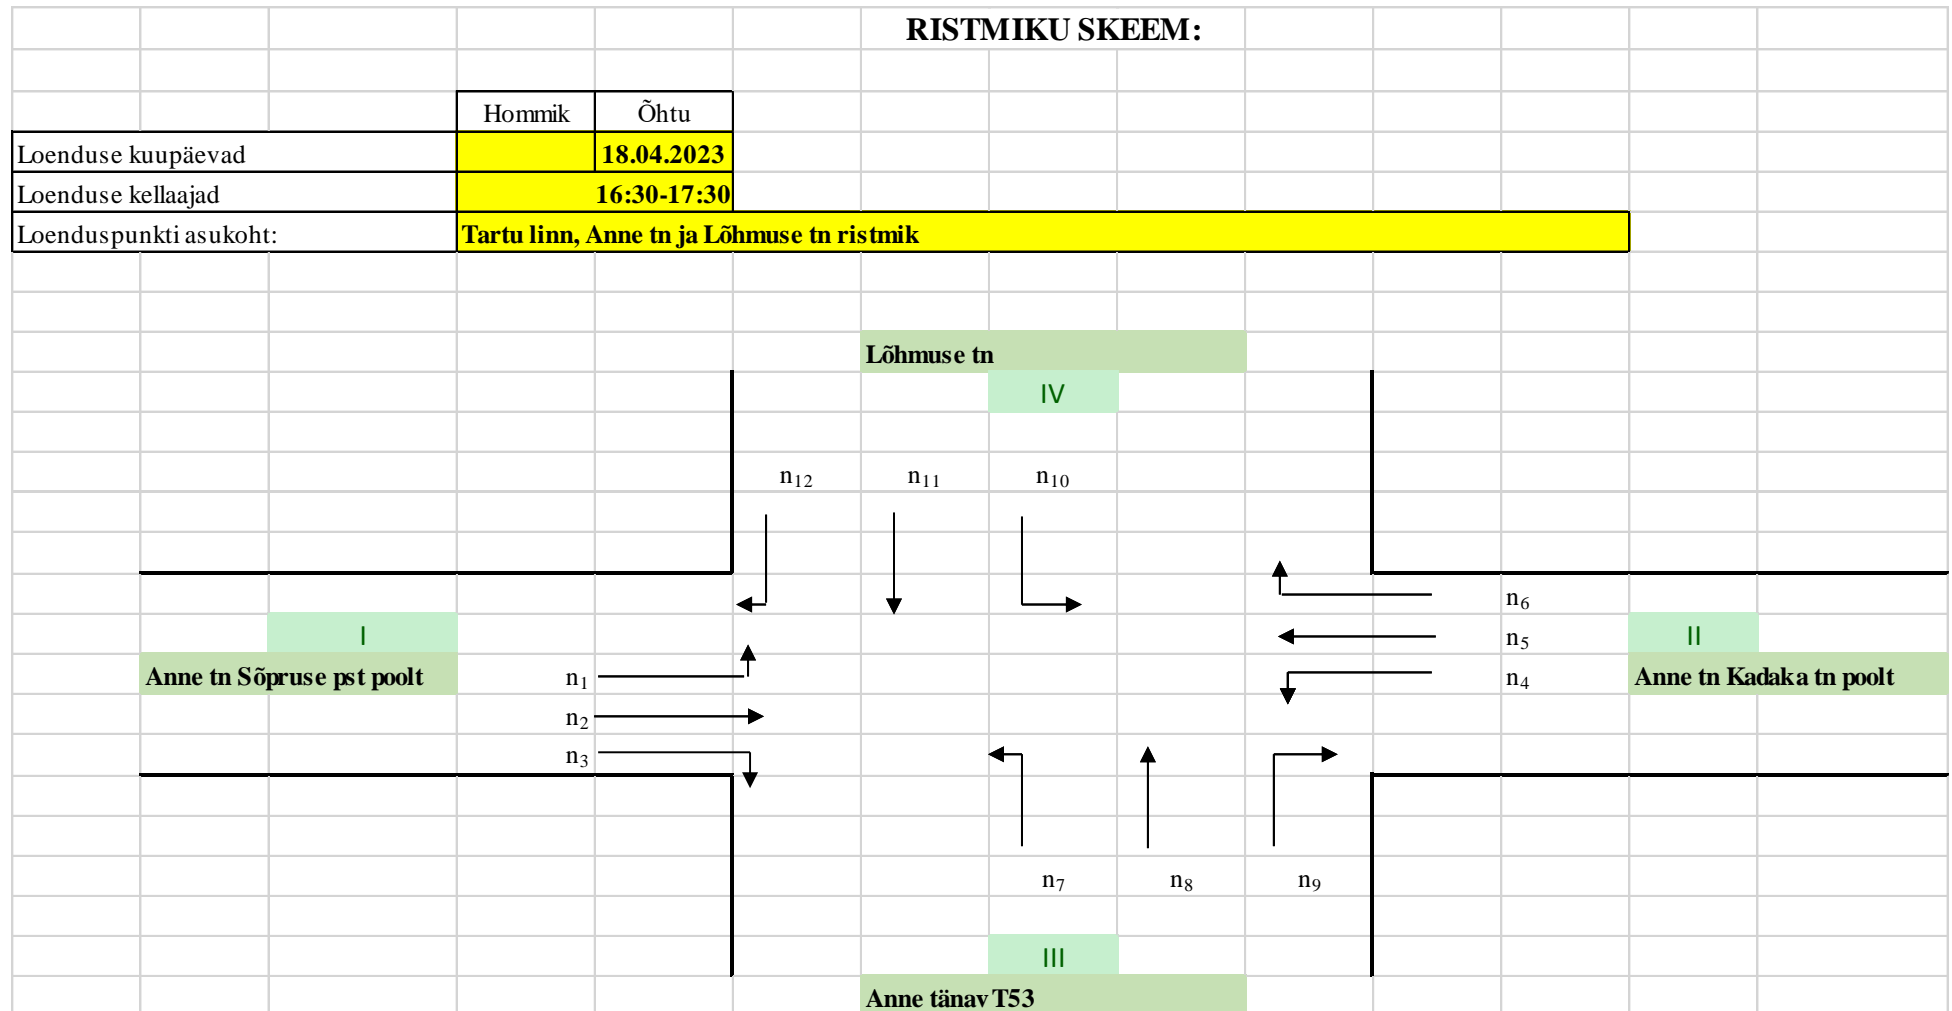 RISTMIKU SKEEM:
Hommik Õhtu
Loenduse kuupäevad 18.04.2023
Loenduse kellaajad 16:30-17:30
Loenduspunkti asukoht: Tartu linn, Anne tn ja Lõhmuse tn ristmik
Lõhmuse tn
IV
n12 n11 n10
n6
I n5 II
Anne tn Sõpruse pst poolt n1 n4 Anne tn Kadaka tn poolt
n2
n3
n7 n8 n9
III
Anne tänav T53